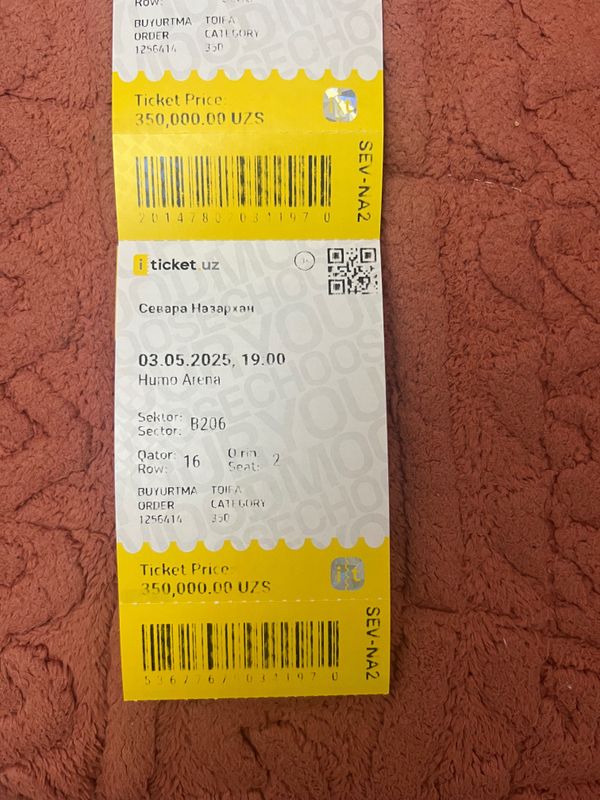 Row:
BUYURTMA TOIFA
ORDER CATEGORY
1256414 350
Ticket Price:
350,000.00 UZS
SEV-NA2
i ticket.uz
Севара Назархан
03.05.2025, 19.00
Humo Arena
Sektor:
Sector: B206
Qator: O'rin
Row: 16 Seat: 2
BUYURTMA TOIFA
ORDER CATEGORY
1256414 350
Ticket Price:
350,000.00 UZS
SEV-NA2